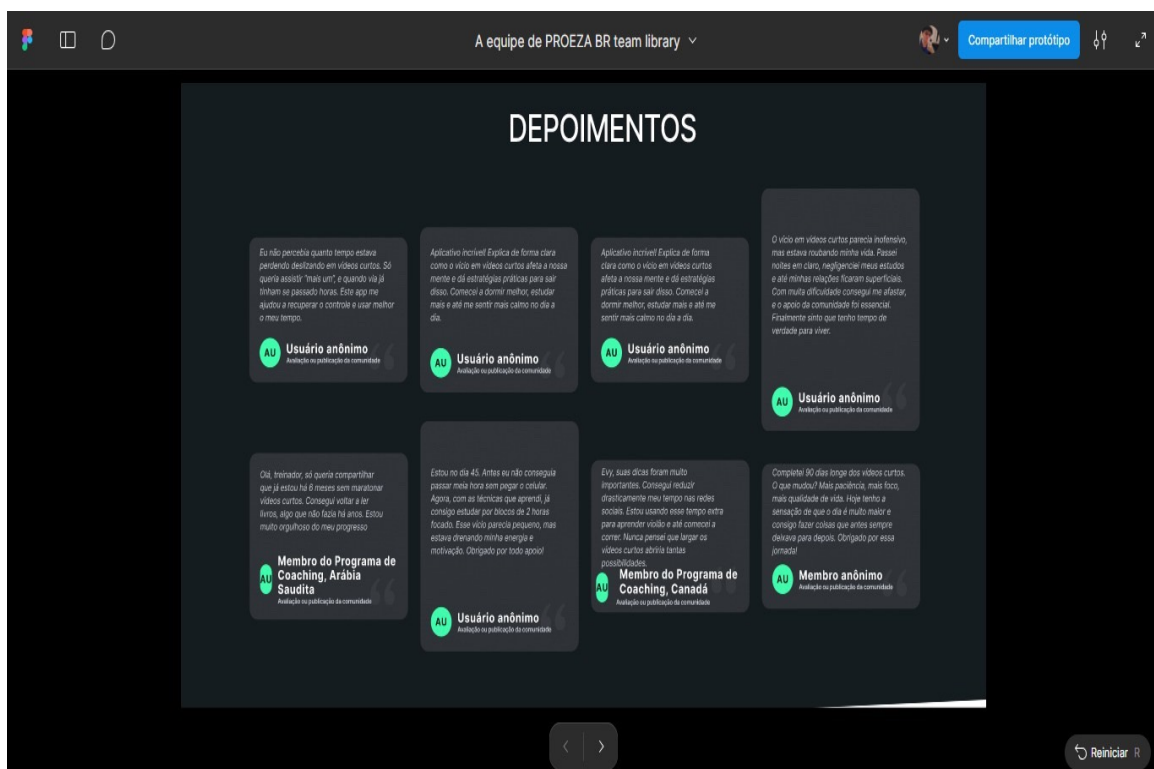 A equipe de PROEZA BR team library
Compartilhar protótipo
DEPOIMENTOS
Eu não percebia quanto tempo estava
perdendo deslizando em vídeos curtos. Só
queria assistir "mais um", e quando via já
tinham se passado horas. Este app me
ajudou a recuperar o controle e usar melhor
o meu tempo.
AU
Usuário anônimo
Avaliação ou publicação da comunidade
Aplicativo incrível! Explica de forma clara
como o vício em vídeos curtos afeta a nossa
mente e dá estratégias práticas para sair
disso. Comecei a dormir melhor, estudar
mais e até me sentir mais calmo no dia a
dia.
AU
Usuário anônimo
Avaliação ou publicação da comunidade
Aplicativo incrível! Explica de forma
clara como o vício em vídeos curtos
afeta a nossa mente e dá estratégias
práticas para sair disso. Comecei a
dormir melhor, estudar mais e até me
sentir mais calmo no dia a dia.
AU
Usuário anônimo
Avaliação ou publicação da comunidade
O vício em vídeos curtos parecia inofensivo,
mas estava roubando minha vida. Passei
noites em claro, negligenciei meus estudos
e até minhas relações ficaram superficiais.
Com muita dificuldade consegui me afastar,
e o apoio da comunidade foi essencial.
Finalmente sinto que tenho tempo de
verdade para viver.
AU
Usuário anônimo
Avaliação ou publicação da comunidade
Olá, treinador, só queria compartilhar
que já estou há 6 meses sem maratonar
vídeos curtos. Consegui voltar a ler
livros, algo que não fazia há anos. Estou
muito orgulhoso do meu progresso
AU
Membro do Programa de
Coaching, Arábia
Saudita
Avaliação ou publicação da comunidade
Estou no dia 45. Antes eu não conseguia
passar meia hora sem pegar o celular.
Agora, com as técnicas que aprendi, já
consigo estudar por blocos de 2 horas
focado. Esse vício parecia pequeno, mas
estava drenando minha energia e
motivação. Obrigado por todo apoio!
AU
Usuário anônimo
Avaliação ou publicação da comunidade
Evy, suas dicas foram muito
importantes. Consegui reduzir
drasticamente meu tempo nas redes
sociais. Estou usando esse tempo extra
para aprender violão e até comecei a
correr. Nunca pensei que largar os
vídeos curtos abriria tantas
possibilidades.
AU
Membro do Programa de
Coaching, Canadá
Avaliação ou publicação da comunidade
Completei 90 dias longe dos vídeos curtos.
O que mudou? Mais paciência, mais foco,
mais qualidade de vida. Hoje tenho a
sensação de que o dia é muito maior e
consigo fazer coisas que antes sempre
deixava para depois. Obrigado por essa
jornada!
AU
Membro anônimo
Avaliação ou publicação da comunidade
Reiniciar R